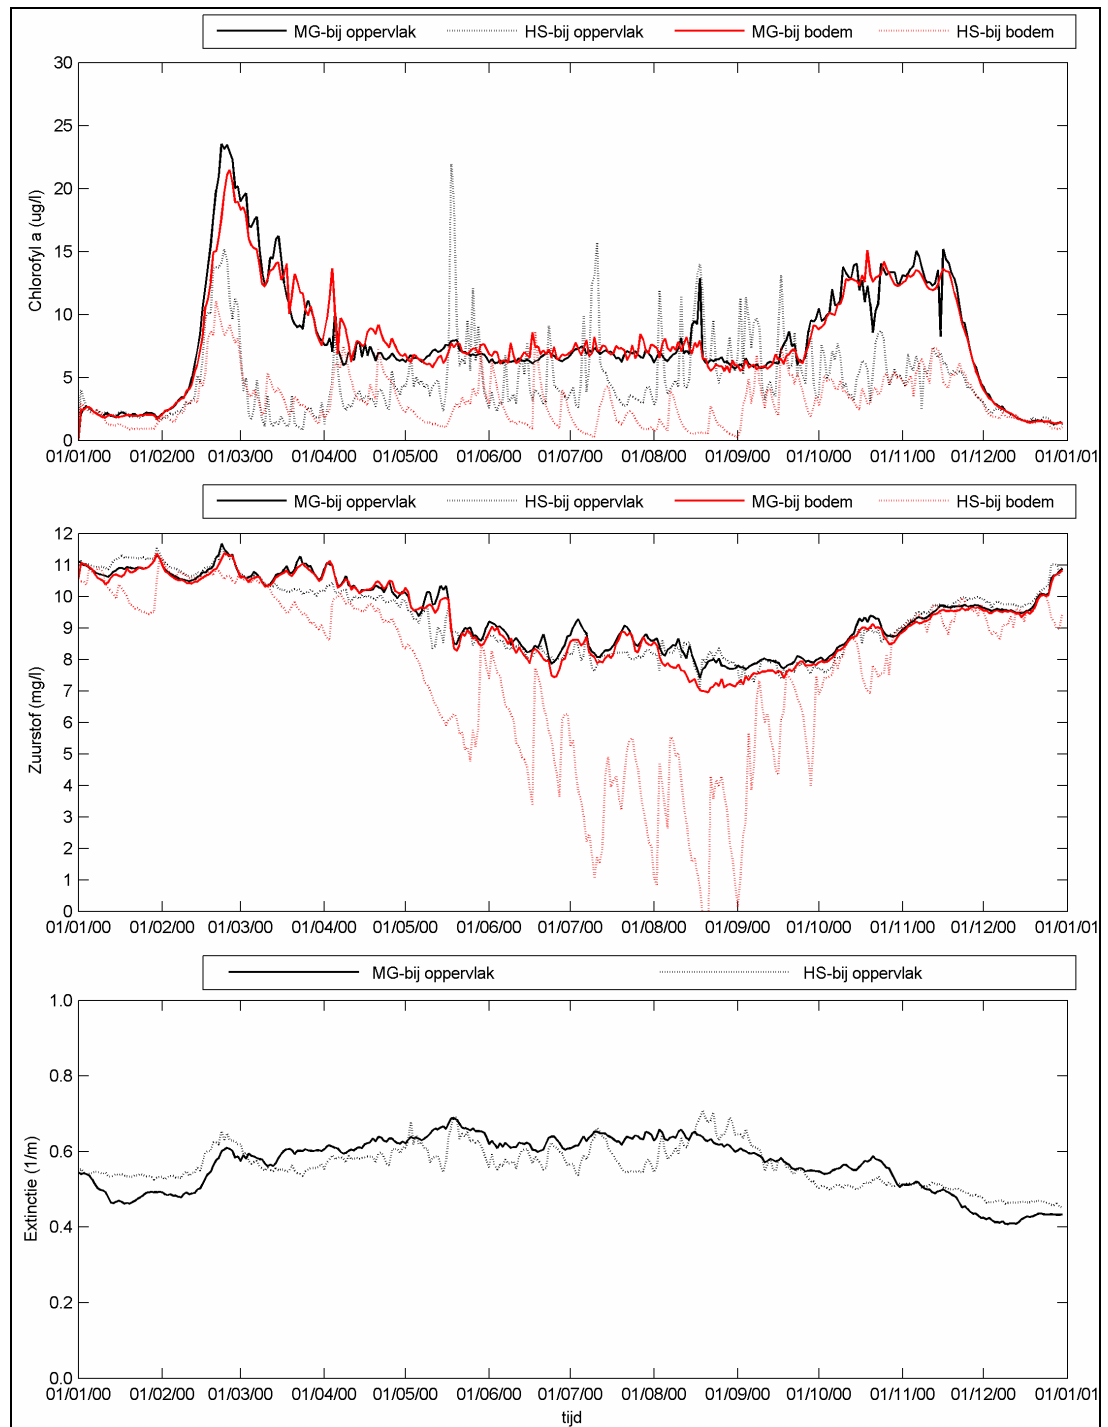 MG-bij oppervlak HS-bij oppervlak MG-bij bodem HS-bij bodem
30
25
20
15
10
5
0
Chlorofyl a (ug/l)
01/01/00 01/02/00 01/03/00 01/04/00 01/05/00 01/06/00 01/07/00 01/08/00 01/09/00 01/10/00 01/11/00 01/12/00 01/01/01
MG-bij oppervlak HS-bij oppervlak MG-bij bodem HS-bij bodem
12
11
10
9
8
7
6
5
4
3
2
1
0
Zuurstof (mg/l)
01/01/00 01/02/00 01/03/00 01/04/00 01/05/00 01/06/00 01/07/00 01/08/00 01/09/00 01/10/00 01/11/00 01/12/00 01/01/01
MG-bij oppervlak HS-bij oppervlak
1.0
0.8
0.6
0.4
0.2
0.0
Extinctie (1/m)
01/01/00 01/02/00 01/03/00 01/04/00 01/05/00 01/06/00 01/07/00 01/08/00 01/09/00 01/10/00 01/11/00 01/12/00 01/01/01
tijd